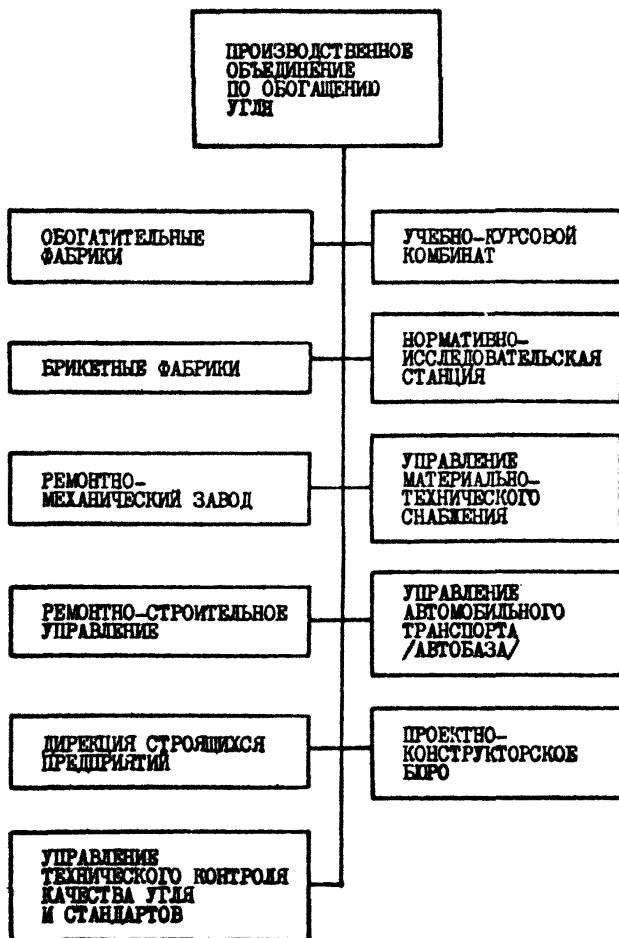 ПРОИЗВОДСТВЕННОЕ
ОБЪЕДИНЕНИЕ
ПО ОБОГАЩЕНИЮ
УГЛЯ
ОБОГАТИТЕЛЬНЫЕ
ФАБРИКИ
УЧЕБНО-КУРСОВОЙ
КОМБИНАТ
БРИКЕТНЫЕ ФАБРИКИ
НОРМАТИВНО-
ИССЛЕДОВАТЕЛЬСКАЯ
СТАНЦИЯ
РЕМОНТНО-
МЕХАНИЧЕСКИЙ ЗАВОД
УПРАВЛЕНИЕ
МАТЕРИАЛЬНО-
ТЕХНИЧЕСКОГО
СНАБЖЕНИЯ
РЕМОНТНО-СТРОИТЕЛЬНОЕ
УПРАВЛЕНИЕ
УПРАВЛЕНИЕ
АВТОМОБИЛЬНОГО
ТРАНСПОРТА
/АВТОБАЗА/
ДИРЕКЦИЯ СТРОЯЩИХСЯ
ПРЕДПРИЯТИЙ
ПРОЕКТНО-
КОНСТРУКТОРСКОЕ
БЮРО
УПРАВЛЕНИЕ
ТЕХНИЧЕСКОГО КОНТРОЛЯ
КАЧЕСТВА УГЛЯ
И СТАНДАРТОВ